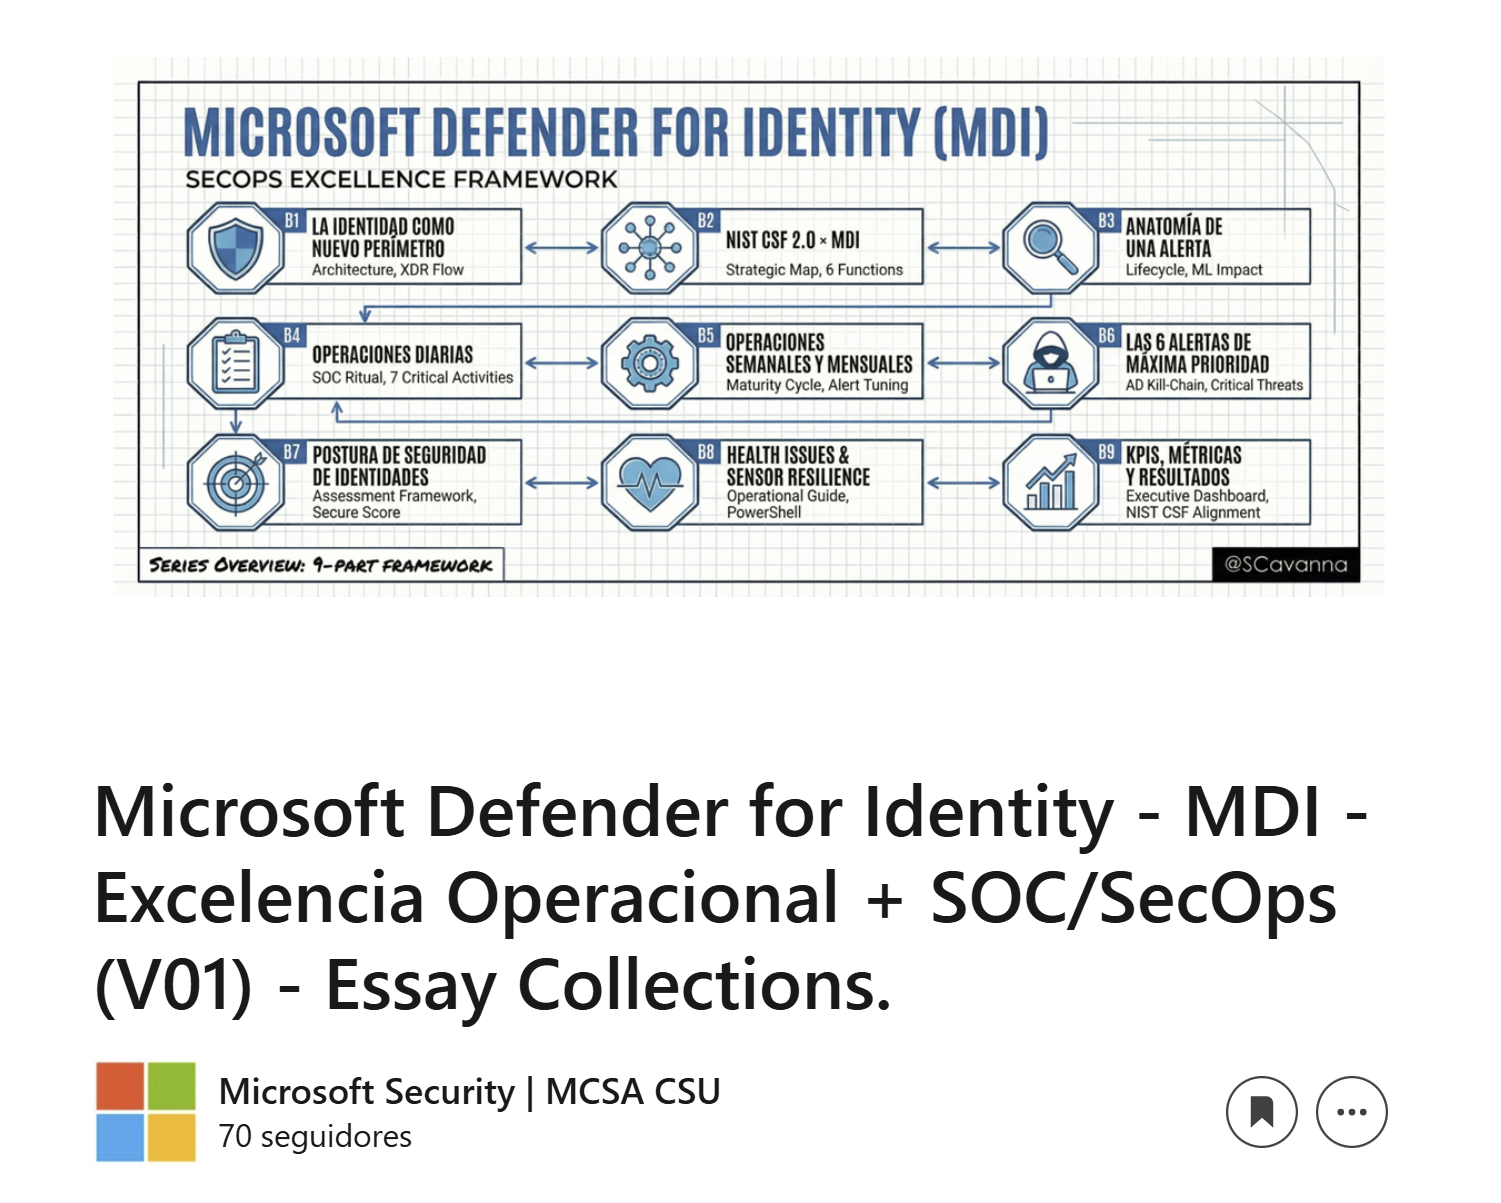 MICROSOFT DEFENDER FOR IDENTITY (MDI)
SECOPS EXCELLENCE FRAMEWORK
B1
LA IDENTIDAD COMO
NUEVO PERÍMETRO
Architecture, XDR Flow
B2
NIST CSF 2.0 × MDI
Strategic Map, 6 Functions
B3
ANATOMÍA DE
UNA ALERTA
Lifecycle, ML Impact
B4
OPERACIONES DIARIAS
SOC Ritual, 7 Critical Activities
B5
OPERACIONES
SEMANALES Y MENSUALES
Maturity Cycle, Alert Tuning
B6
LAS 6 ALERTAS DE
MÁXIMA PRIORIDAD
AD Kill-Chain, Critical Threats
B7
POSTURA DE SEGURIDAD
DE IDENTIDADES
Assessment Framework,
Secure Score
B8
HEALTH ISSUES &
SENSOR RESILIENCE
Operational Guide,
PowerShell
B9
KPIS, MÉTRICAS
Y RESULTADOS
Executive Dashboard,
NIST CSF Alignment
SERIES OVERVIEW: 9-PART FRAMEWORK
@SCavanna
Microsoft Defender for Identity - MDI -
Excelencia Operacional + SOC/SecOps
(V01) - Essay Collections.
Microsoft Security | MCSA CSU
70 seguidores